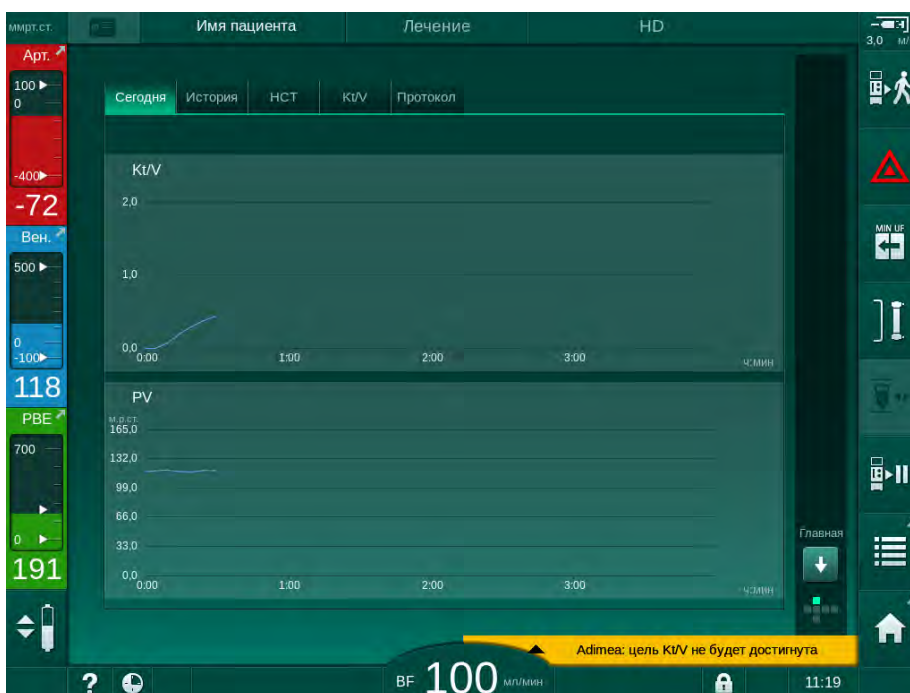 ммрт.ст. Имя пациента Лечение HD
3,0 м/
Арт.
100
0
-400
-72
Вен.
500
0
-100
118
PBE
700
0
191
Сегодня История HCT Kt/V Протокол
Kt/V
2,0
1,0
0,0
0:00 1:00 2:00 3:00 ч:мин
PV
165,0
132,0
99,0
66,0
33,0
0,0
0:00 1:00 2:00 3:00 ч:мин
Главная
MIN UF
Adimea: цель Kt/V не будет достигнута
? BF 100 мл/мин 11:19